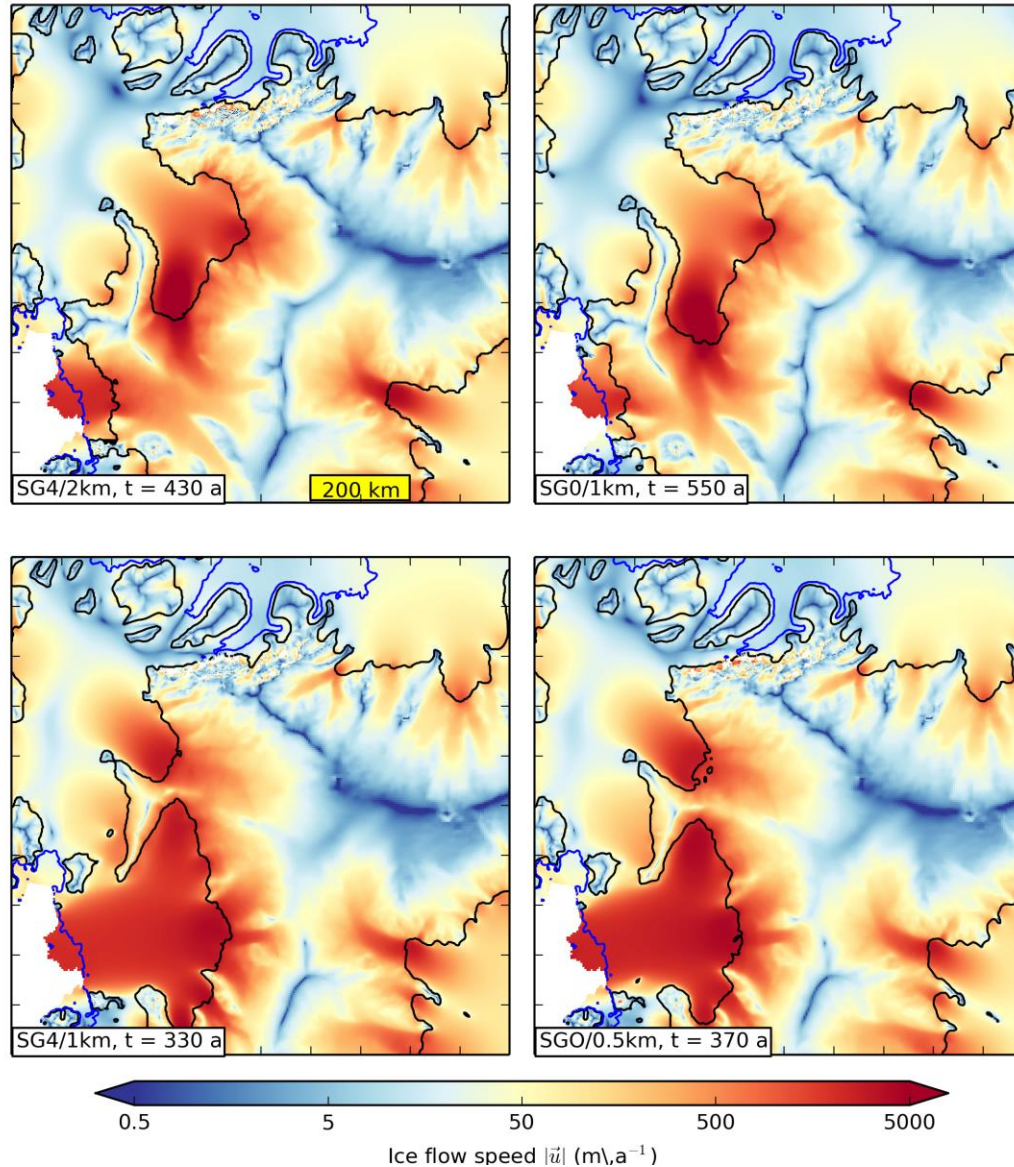 SG4/2km, t = 430 a
200 km
SG0/1km, t = 550 a
SG4/1km, t = 330 a
SGO/0.5km, t = 370 a
0.5 5 50 500 5000
Ice flow speed |u⃗| (m\,a⁻¹)